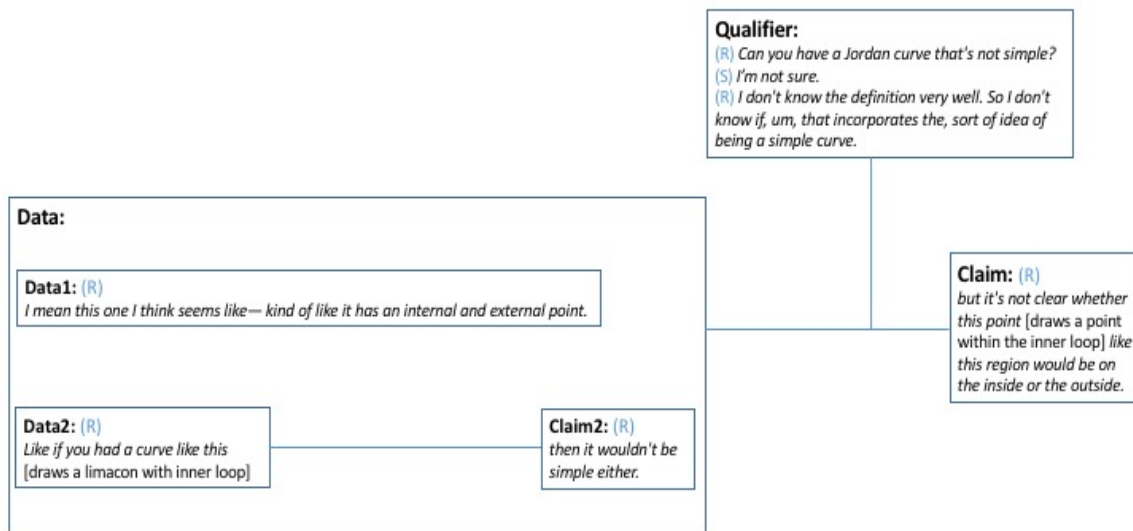 Qualifier:
(R) Can you have a Jordan curve that's not simple?
(S) I'm not sure.
(R) I don't know the definition very well. So I don't
know if, um, that incorporates the, sort of idea of
being a simple curve.
Data:
Data1: (R)
I mean this one I think seems like— kind of like it has an internal and external point.
Data2: (R)
Like if you had a curve like this
[draws a limacon with inner loop]
Claim2: (R)
then it wouldn't be
simple either.
Claim: (R)
but it's not clear whether
this point [draws a point
within the inner loop] like
this region would be on
the inside or the outside.